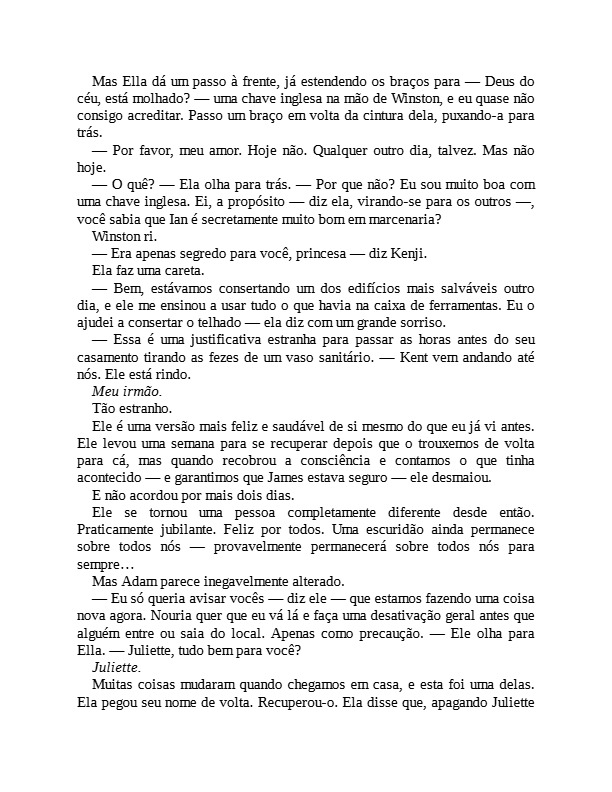 Mas Ella dá um passo à frente, já estendendo os braços para — Deus do
céu, está molhado? — uma chave inglesa na mão de Winston, e eu quase não
consigo acreditar. Passo um braço em volta da cintura dela, puxando-a para
trás.
— Por favor, meu amor. Hoje não. Qualquer outro dia, talvez. Mas não
hoje.
— O quê? — Ela olha para trás. — Por que não? Eu sou muito boa com
uma chave inglesa. Ei, a propósito — diz ela, virando-se para os outros —,
você sabia que Ian é secretamente muito bom em marcenaria?
Winston ri.
— Era apenas segredo para você, princesa — diz Kenji.
Ela faz uma careta.
— Bem, estávamos consertando um dos edifícios mais salváveis outro
dia, e ele me ensinou a usar tudo o que havia na caixa de ferramentas. Eu o
ajudei a consertar o telhado — ela diz com um grande sorriso.
— Essa é uma justificativa estranha para passar as horas antes do seu
casamento tirando as fezes de um vaso sanitário. — Kent vem andando até
nós. Ele está rindo.
Meu irmão.
Tão estranho.
Ele é uma versão mais feliz e saudável de si mesmo do que eu já vi antes.
Ele levou uma semana para se recuperar depois que o trouxemos de volta
para cá, mas quando recobrou a consciência e contamos o que tinha
acontecido — e garantimos que James estava seguro — ele desmaiou.
E não acordou por mais dois dias.
Ele se tornou uma pessoa completamente diferente desde então.
Praticamente jubilante. Feliz por todos. Uma escuridão ainda permanece
sobre todos nós — provavelmente permanecerá sobre todos nós para
sempre…
Mas Adam parece inegavelmente alterado.
— Eu só queria avisar vocês — diz ele — que estamos fazendo uma coisa
nova agora. Nouria quer que eu vá lá e faça uma desativação geral antes que
alguém entre ou saia do local. Apenas como precaução. — Ele olha para
Ella. — Juliette, tudo bem para você?
Juliette.
Muitas coisas mudaram quando chegamos em casa, e esta foi uma delas.
Ela pegou seu nome de volta. Recuperou-o. Ela disse que, apagando Juliette